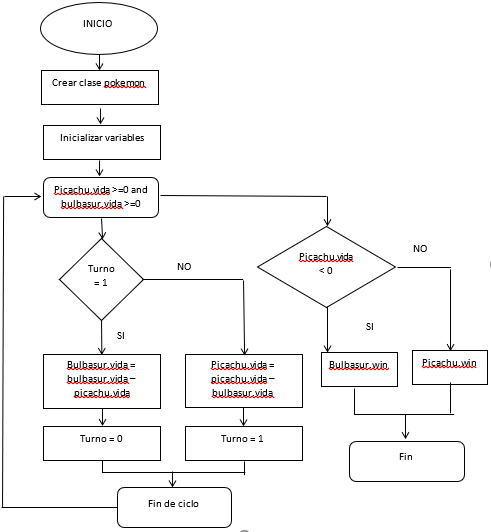 INICIO
Crear clase pokemon
Inicializar variables
Picachu.vida >=0 and
bulbasur.vida >=0
Turno
= 1
NO
SI
Picachu.vida
< 0
NO
SI
Bulbasur.vida =
bulbasur.vida –
picachu.vida
Picachu.vida =
picachu.vida –
bulbasur.vida
Bulbasur.win
Picachu.win
Turno = 0
Turno = 1
Fin
Fin de ciclo